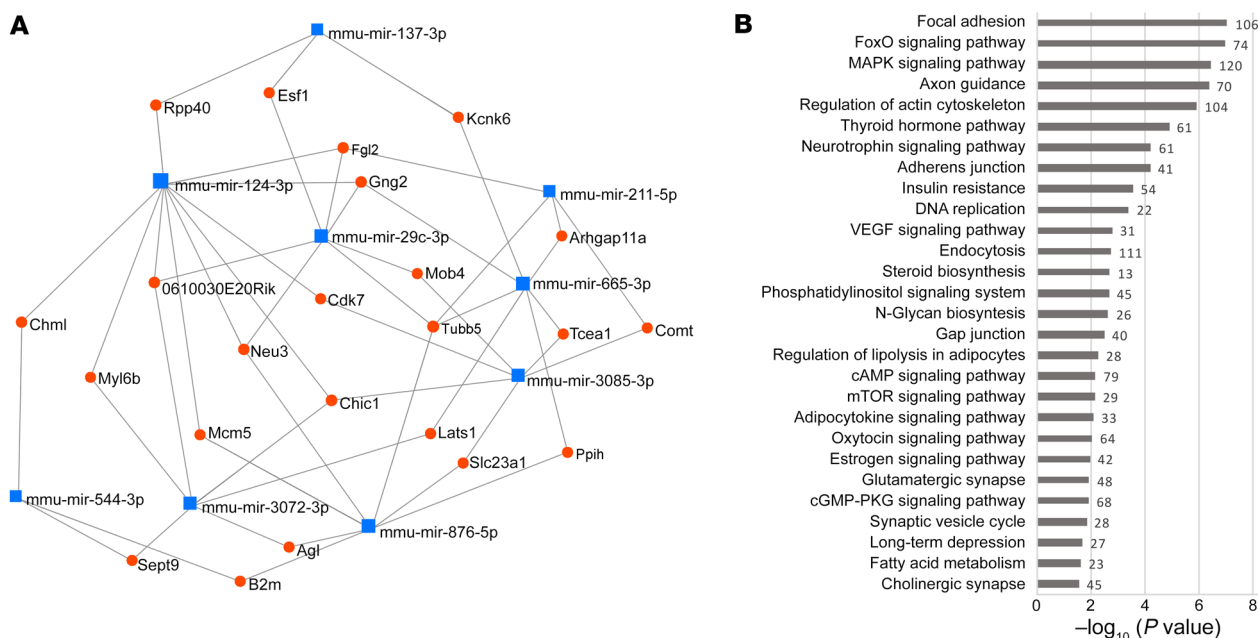 A
mmu-mir-137-3p
Rpp40
Esf1
Kcnk6
Fgl2
mmu-mir-124-3p
Gng2
mmu-mir-211-5p
mmu-mir-29c-3p
Arhgap11a
Mob4
mmu-mir-665-3p
0610030E20Rik
Cdk7
Chml
Tubb5
Tcea1
Comt
Neu3
Myl6b
mmu-mir-3085-3p
Chic1
Mcm5
Lats1
Slc23a1
Ppih
mmu-mir-544-3p
mmu-mir-3072-3p
mmu-mir-876-5p
Agl
Sept9
B2m
B
Focal adhesion 106
FoxO signaling pathway 74
MAPK signaling pathway 120
Axon guidance 70
Regulation of actin cytoskeleton 104
Thyroid hormone pathway 61
Neurotrophin signaling pathway 61
Adherens junction 41
Insulin resistance 54
DNA replication 22
VEGF signaling pathway 31
Endocytosis 111
Steroid biosynthesis 13
Phosphatidylinositol signaling system 45
N-Glycan biosyntesis 26
Gap junction 40
Regulation of lipolysis in adipocytes 28
cAMP signaling pathway 79
mTOR signaling pathway 29
Adipocytokine signaling pathway 33
Oxytocin signaling pathway 64
Estrogen signaling pathway 42
Glutamatergic synapse 48
cGMP-PKG signaling pathway 68
Synaptic vesicle cycle 28
Long-term depression 27
Fatty acid metabolism 23
Cholinergic synapse 45
0 2 4 6 8
–log10 (P value)